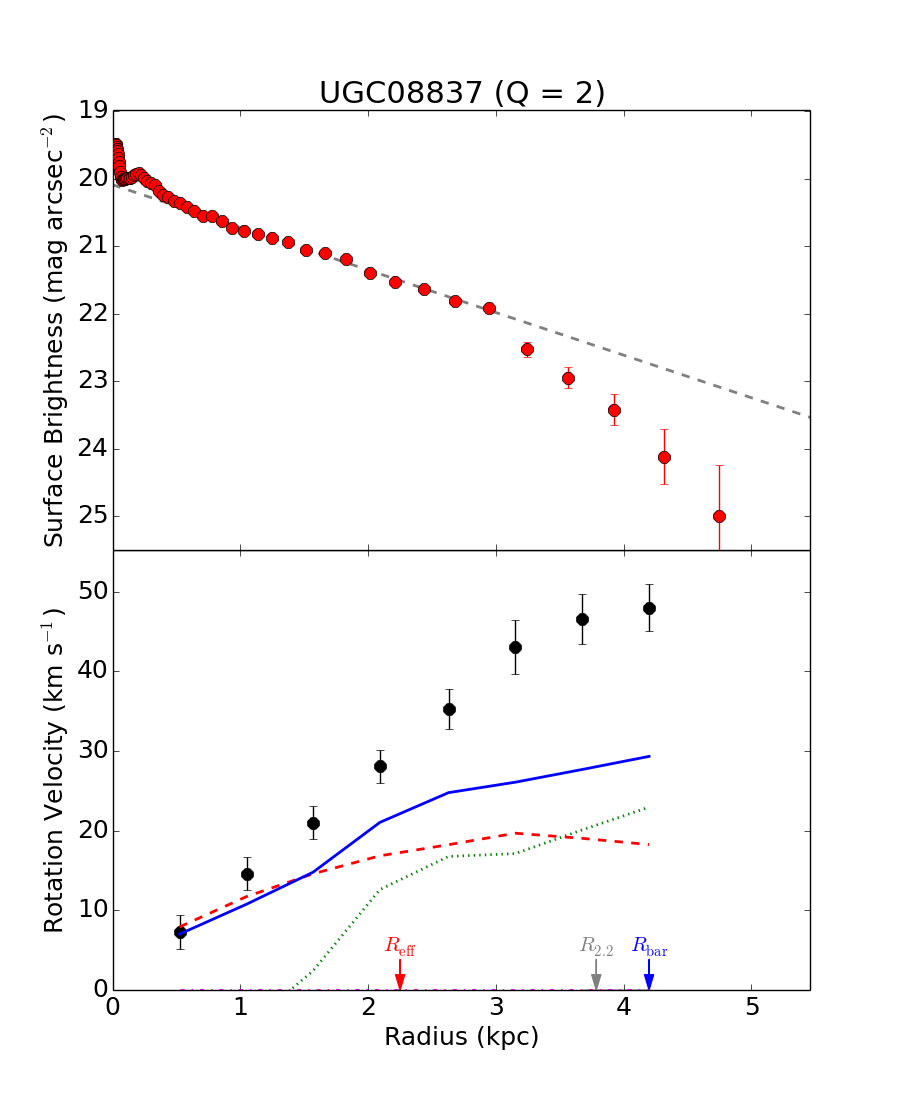 UGC08837 (Q = 2)
19
20
21
22
23
24
25
Surface Brightness (mag arcsec⁻²)
50
40
30
20
10
0
Rotation Velocity (km s⁻¹)
R_eff
R_2.2
R_bar
0 1 2 3 4 5
Radius (kpc)